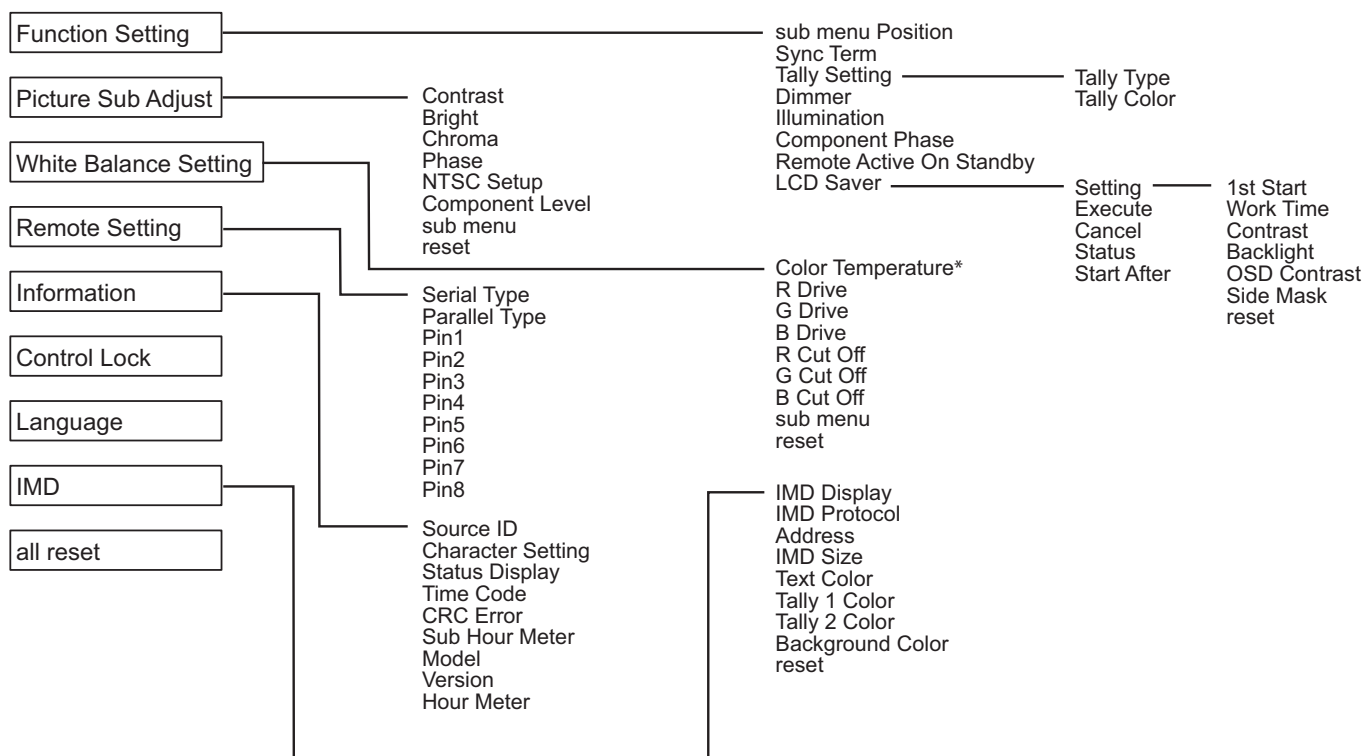 Function Setting
Picture Sub Adjust
White Balance Setting
Remote Setting
Information
Control Lock
Language
IMD
all reset
Contrast
Bright
Chroma
Phase
NTSC Setup
Component Level
sub menu
reset
Serial Type
Parallel Type
Pin1
Pin2
Pin3
Pin4
Pin5
Pin6
Pin7
Pin8
Source ID
Character Setting
Status Display
Time Code
CRC Error
Sub Hour Meter
Model
Version
Hour Meter
sub menu Position
Sync Term
Tally Setting
Dimmer
Illumination
Component Phase
Remote Active On Standby
LCD Saver
Color Temperature*
R Drive
G Drive
B Drive
R Cut Off
G Cut Off
B Cut Off
sub menu
reset
IMD Display
IMD Protocol
Address
IMD Size
Text Color
Tally 1 Color
Tally 2 Color
Background Color
reset
Tally Type
Tally Color
Setting
Execute
Cancel
Status
Start After
1st Start
Work Time
Contrast
Backlight
OSD Contrast
Side Mask
reset